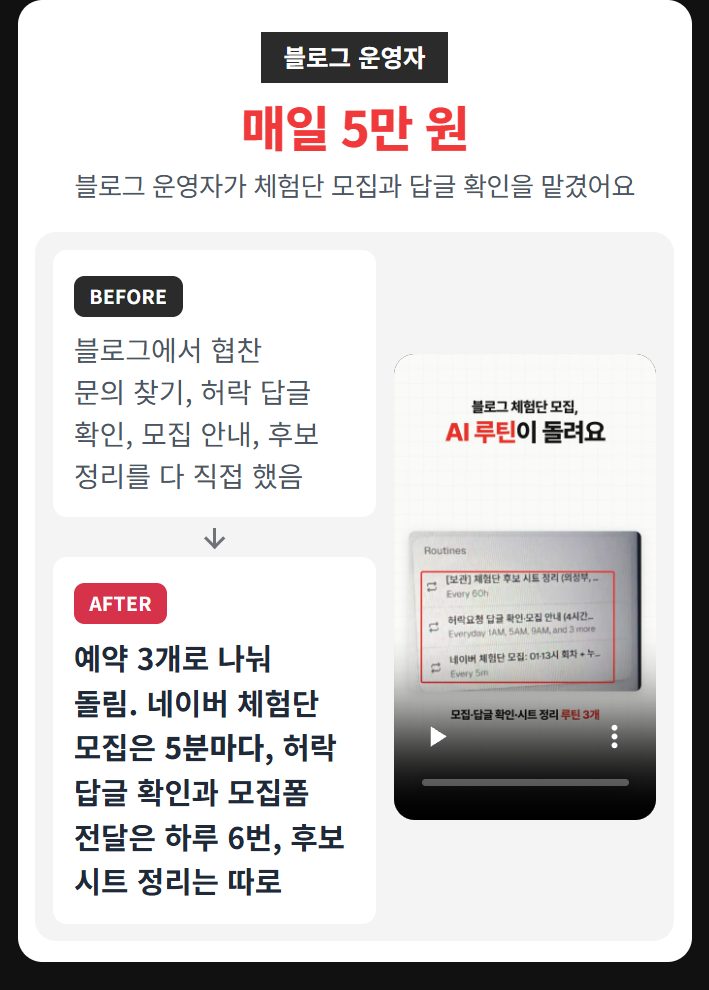 블로그 운영자
매일 5만 원
블로그 운영자가 체험단 모집과 답글 확인을 맡겼어요
BEFORE
블로그에서 협찬
문의 찾기, 허락 답글
확인, 모집 안내, 후보
정리를 다 직접 했음
AFTER
예약 3개로 나눠
돌림. 네이버 체험단
모집은 5분마다, 허락
답글 확인과 모집폼
전달은 하루 6번, 후보
시트 정리는 따로
블로그 체험단 모집,
AI 루틴이 돌려요
Routines
[보관] 체험단 후보 시트 정리 (의정부, ...
Every 60h
허락요청 답글 확인·모집 안내 (4시간...
Everyday 1AM, 5AM, 9AM, and 3 more
네이버 체험단 모집: 01-13시 회차 + 누...
Every 5m
모집·답글 확인·시트 정리 루틴 3개